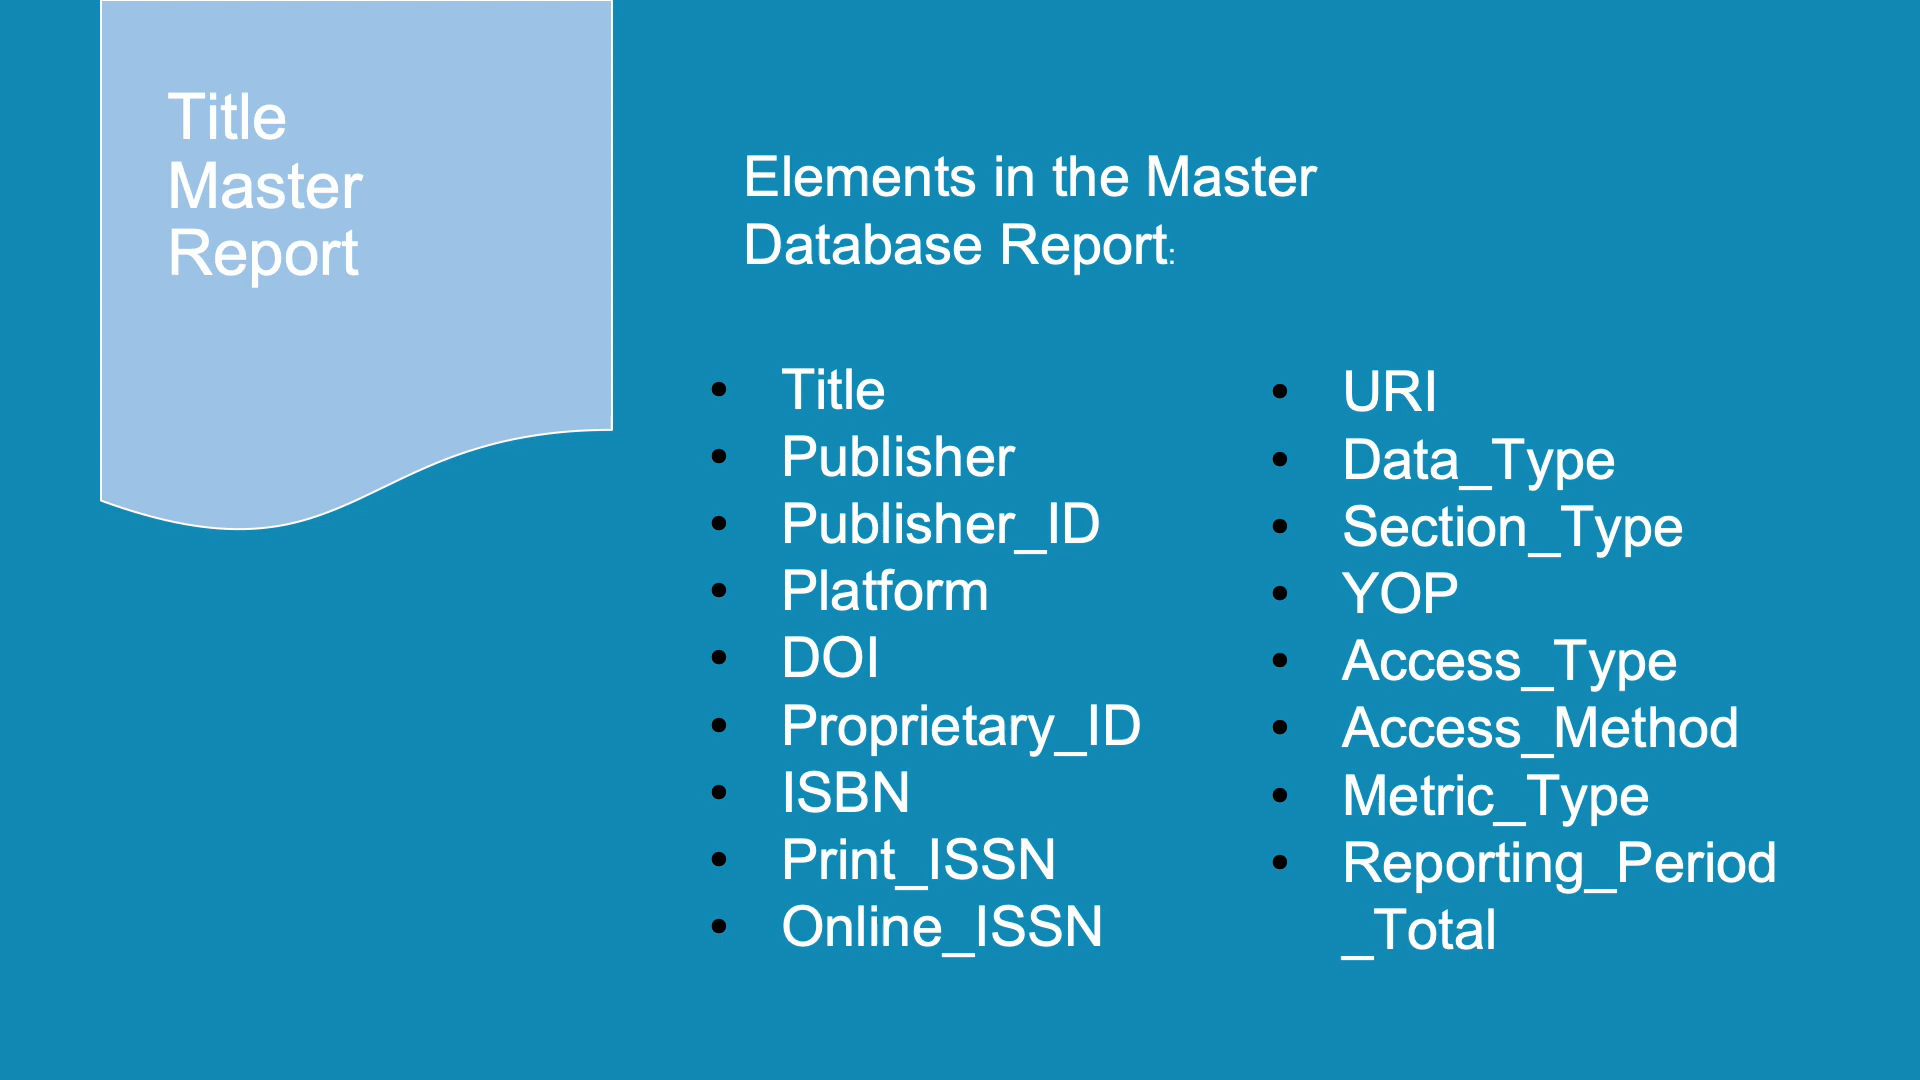 Title
Master
Report
Elements in the Master
Database Report:
• Title
• Publisher
• Publisher_ID
• Platform
• DOI
• Proprietary_ID
• ISBN
• Print_ISSN
• Online_ISSN
• URI
• Data_Type
• Section_Type
• YOP
• Access_Type
• Access_Method
• Metric_Type
• Reporting_Period
_Total